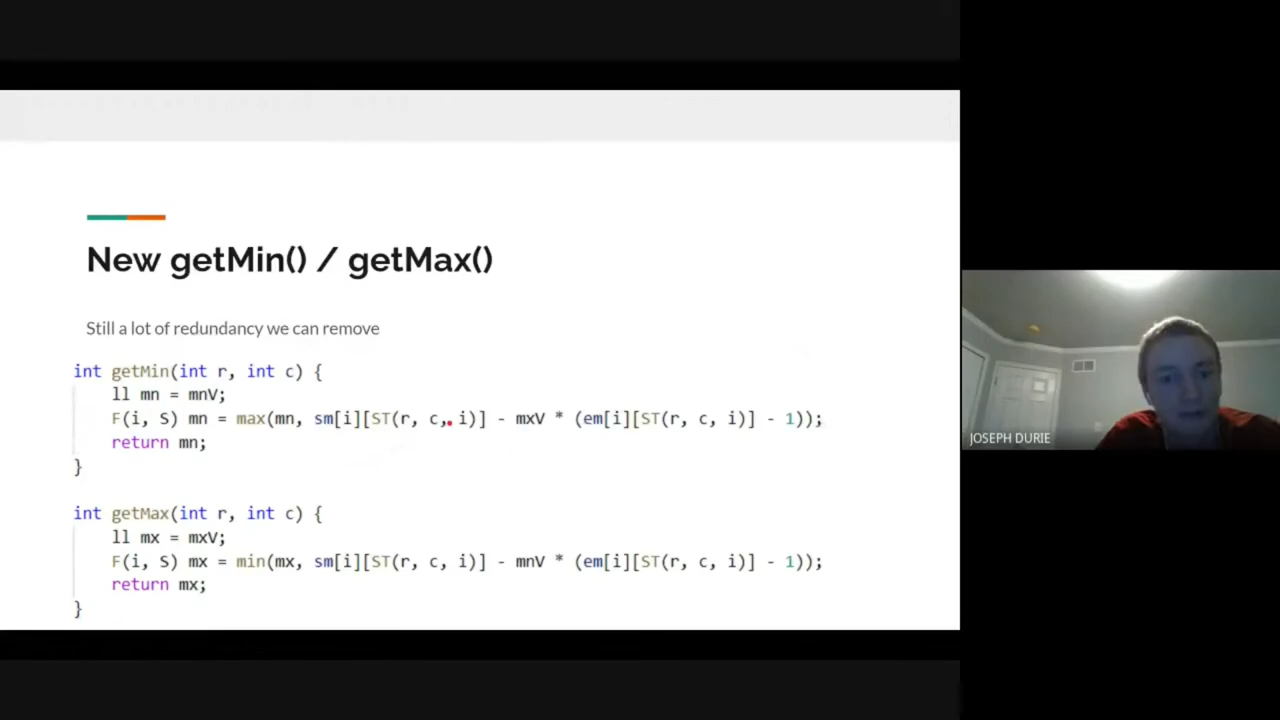 New getMin() / getMax()
Still a lot of redundancy we can remove
int getMin(int r, int c) {
ll mn = mnV;
F(i, S) mn = max(mn, sm[i][ST(r, c, i)] - mxV * (em[i][ST(r, c, i)] - 1));
return mn;
}
int getMax(int r, int c) {
ll mx = mxV;
F(i, S) mx = min(mx, sm[i][ST(r, c, i)] - mnV * (em[i][ST(r, c, i)] - 1));
return mx;
}
JOSEPH DURIE